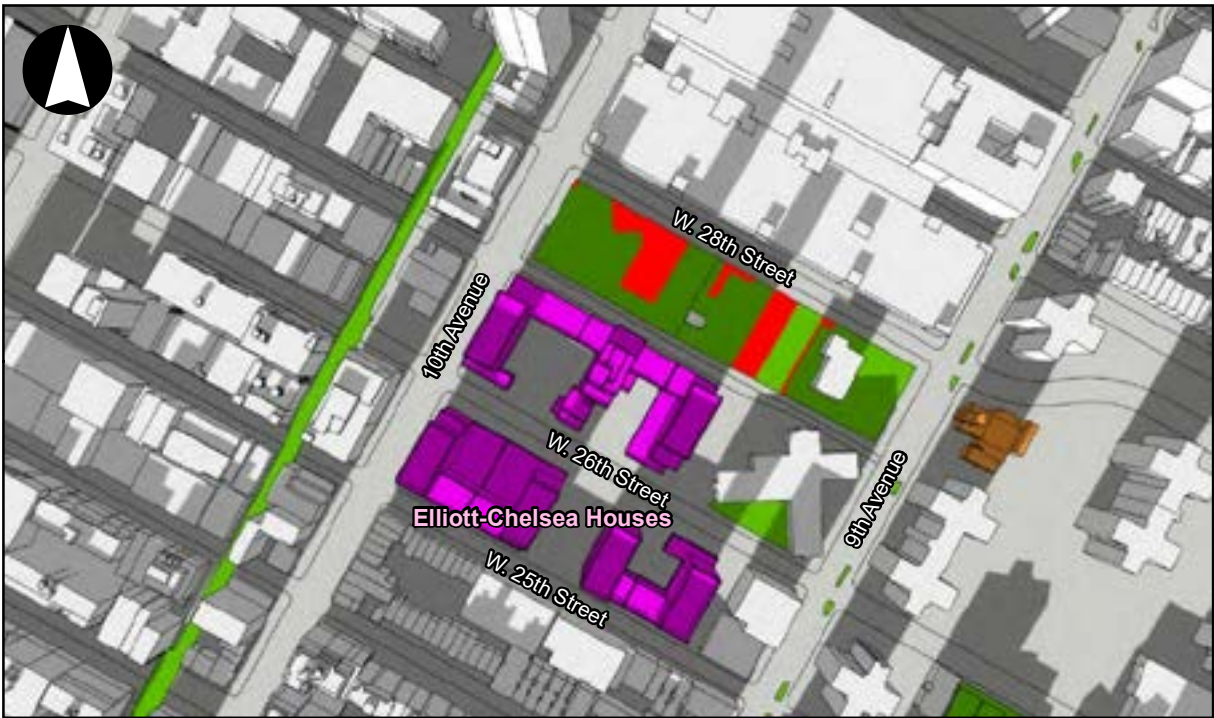 W. 28th Street
10th Avenue
W. 26th Street
9th Avenue
Elliott-Chelsea Houses
W. 25th Street